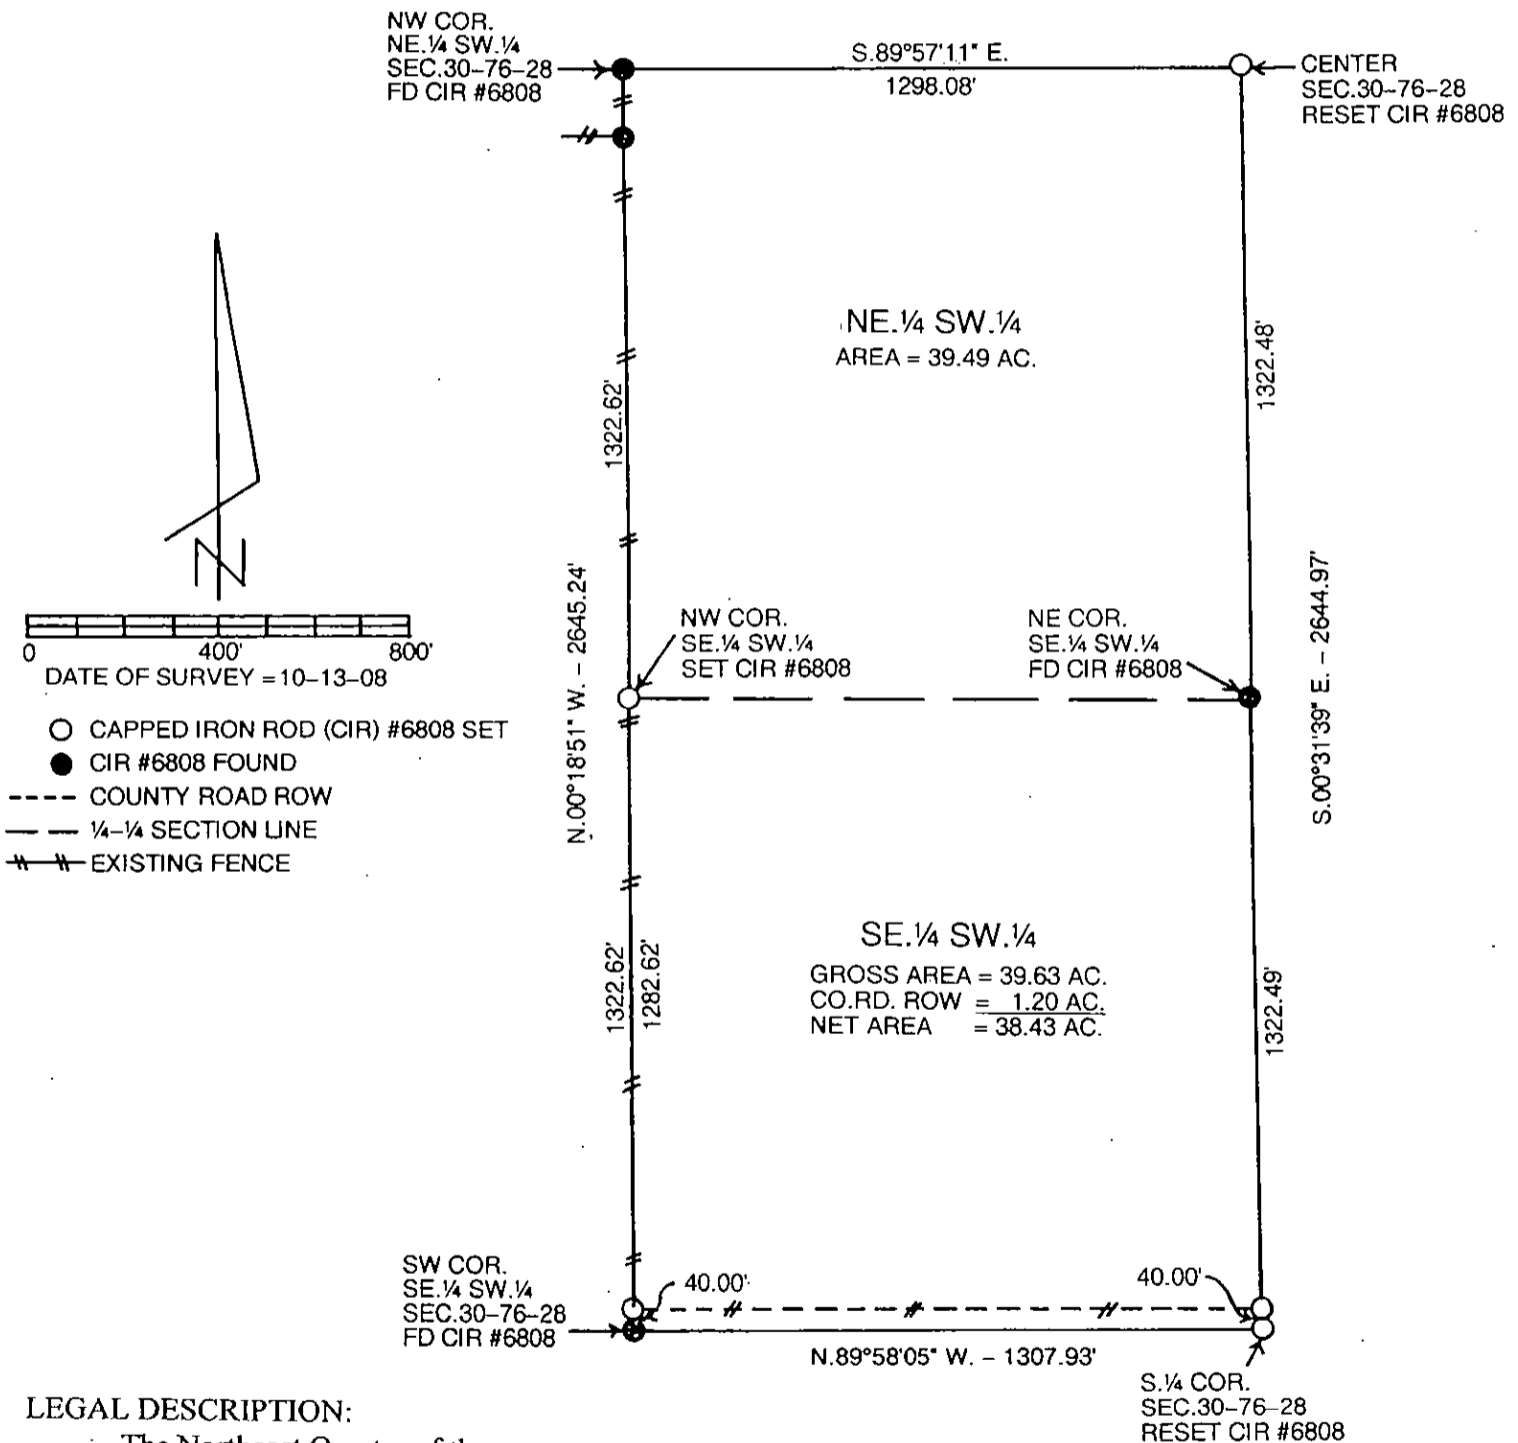 NW COR.
NE.¼ SW.¼
SEC.30-76-28
FD CIR #6808
S.89°57'11" E.
1298.08'
CENTER
SEC.30-76-28
RESET CIR #6808
NE.¼ SW.¼
AREA = 39.49 AC.
1322.62'
1322.48'
N
0 400' 800'
DATE OF SURVEY = 10-13-08
CAPPED IRON ROD (CIR) #6808 SET
CIR #6808 FOUND
COUNTY ROAD ROW
¼-¼ SECTION LINE
EXISTING FENCE
N.00°18'51" W. - 2645.24'
NW COR.
SE.¼ SW.¼
SET CIR #6808
NE COR.
SE.¼ SW.¼
FD CIR #6808
S.00°31'39" E. - 2644.97'
SE.¼ SW.¼
GROSS AREA = 39.63 AC.
CO.RD. ROW = 1.20 AC.
NET AREA = 38.43 AC.
1322.62'
1282.62'
1322.49'
SW COR.
SE.¼ SW.¼
SEC.30-76-28
FD CIR #6808
40.00'
40.00'
N.89°58'05" W. - 1307.93'
S.¼ COR.
SEC.30-76-28
RESET CIR #6808
LEGAL DESCRIPTION: